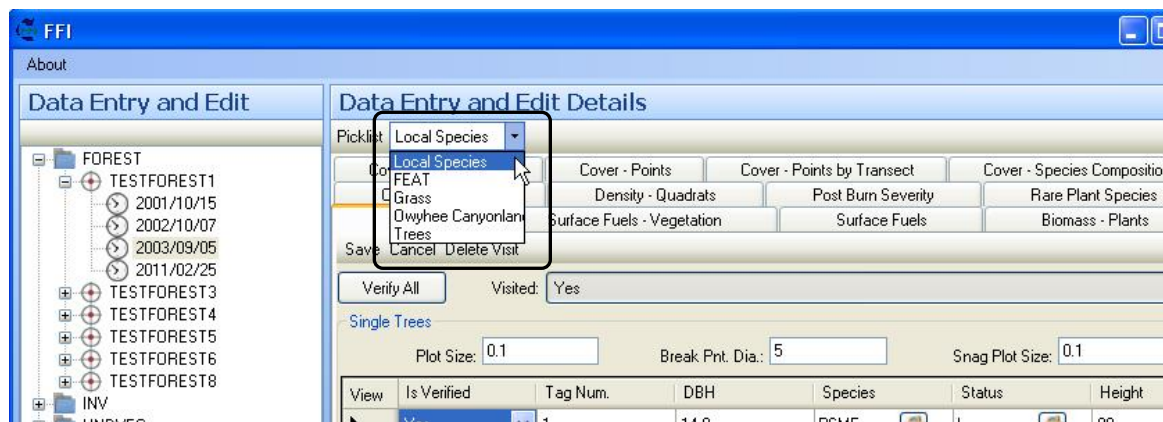 FFI
About
Data Entry and Edit
FOREST
TESTFOREST1
2001/10/15
2002/10/07
2003/09/05
2011/02/25
TESTFOREST3
TESTFOREST4
TESTFOREST5
TESTFOREST6
TESTFOREST8
INV
Data Entry and Edit Details
Picklist Local Species
Local Species
FEAT
Grass
Owyhee Canyonlan
Trees
Cover - Points Cover - Points by Transect Cover - Species Compositio
Density - Quadrats Post Burn Severity Rare Plant Species
Surface Fuels - Vegetation Surface Fuels Biomass - Plants
Save Cancel Delete Visit
Verify All Visited: Yes
Single Trees
Plot Size: 0.1 Break Pnt. Dia.: 5 Snag Plot Size: 0.1
View Is Verified Tag Num. DBH Species Status Height